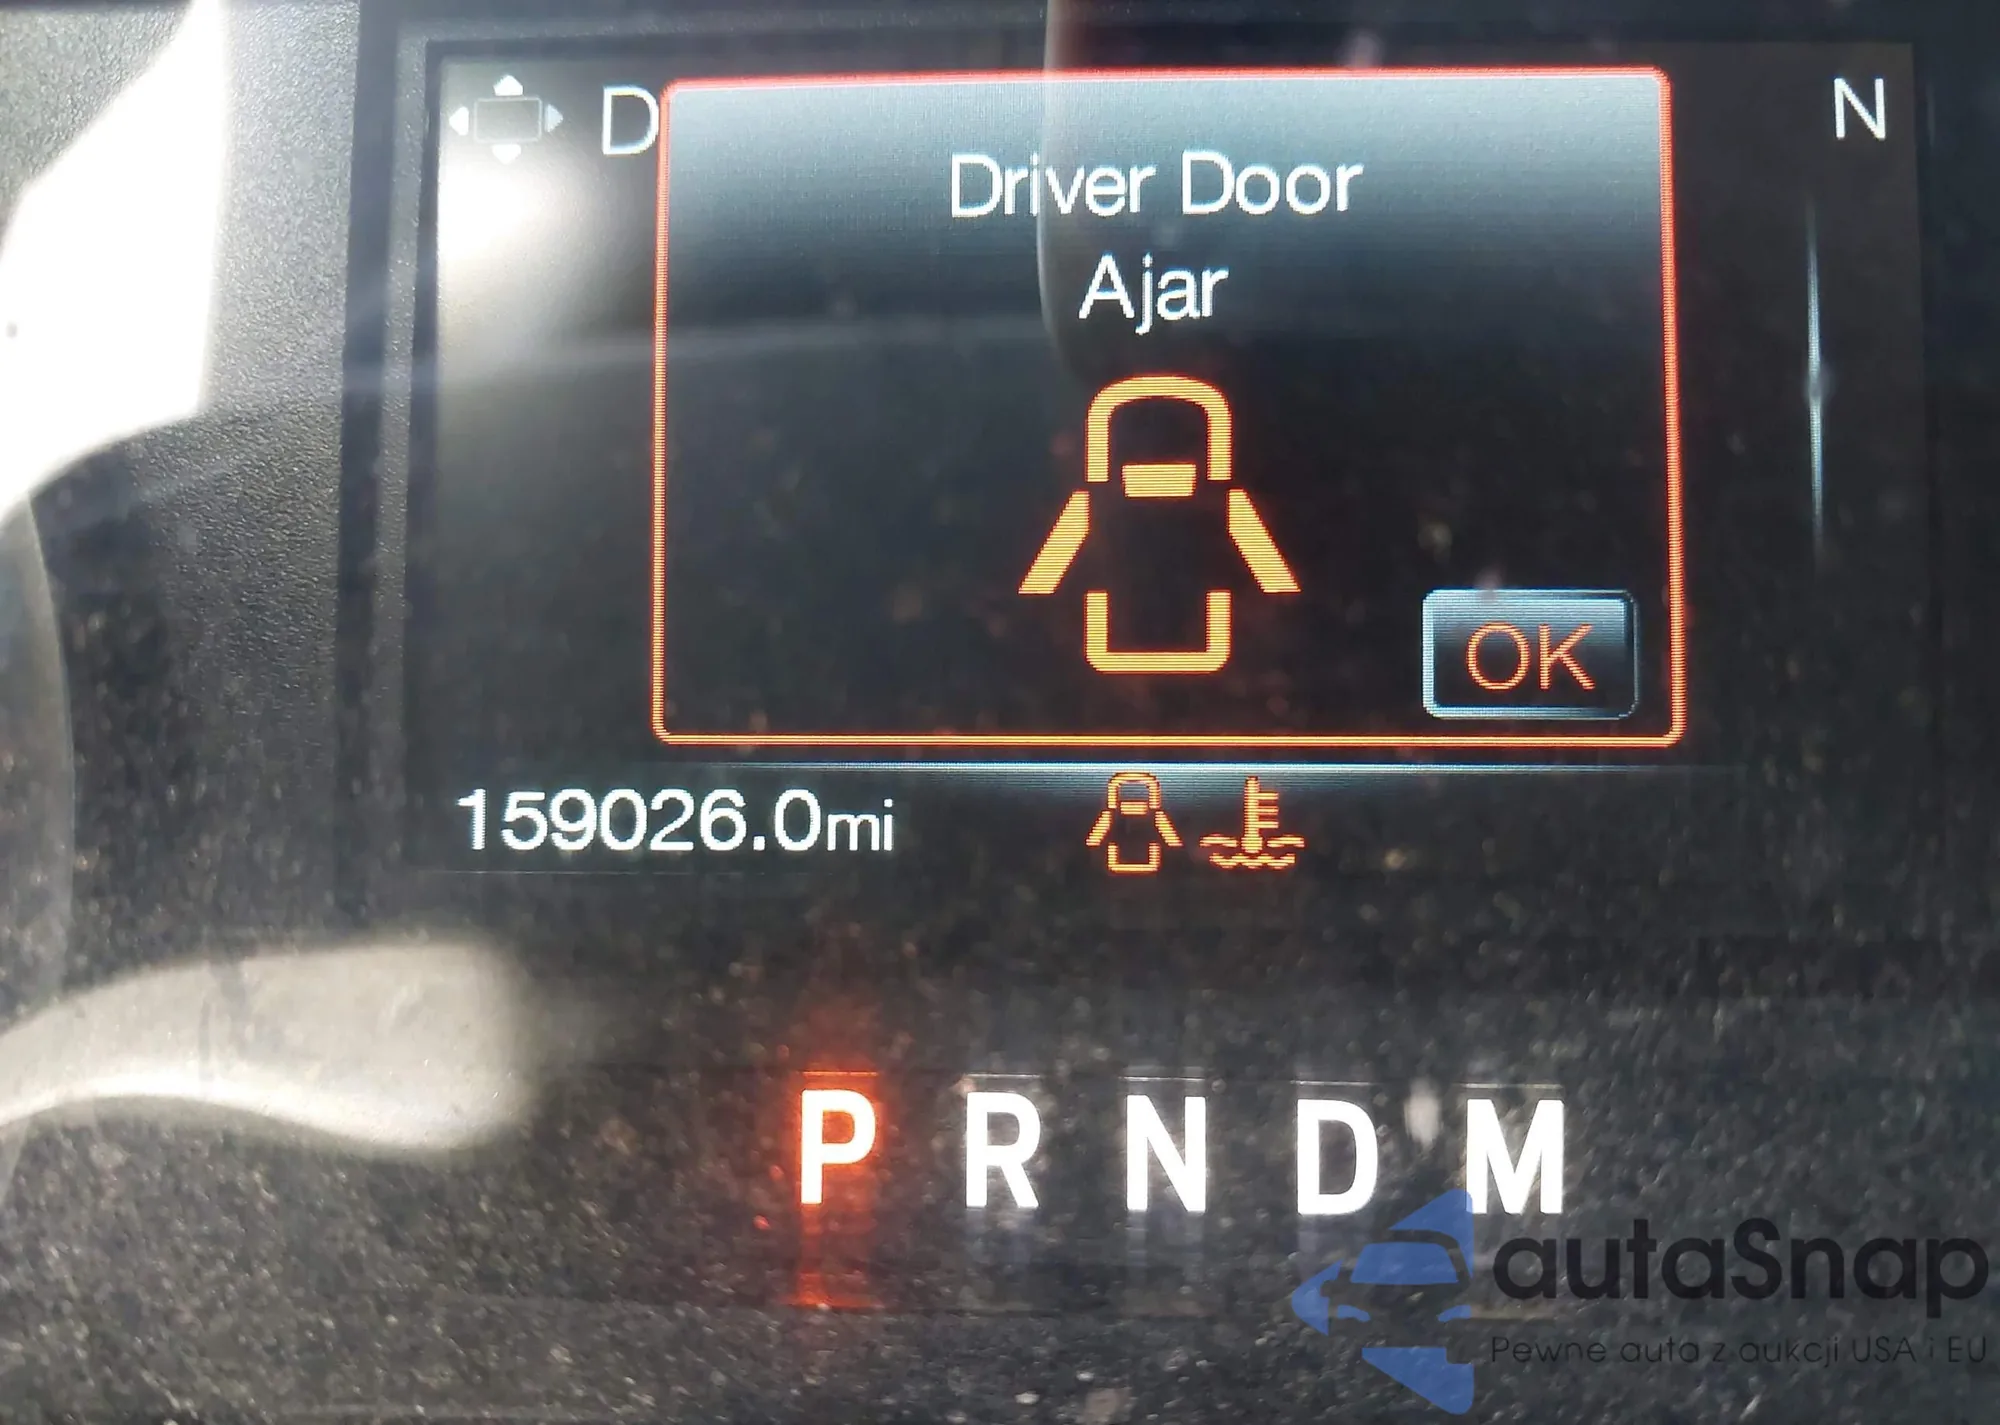 D N
Driver Door
Ajar
OK
159026.0mi
P R N D M
autaSnap
Pewne auta z aukcji USA i EU